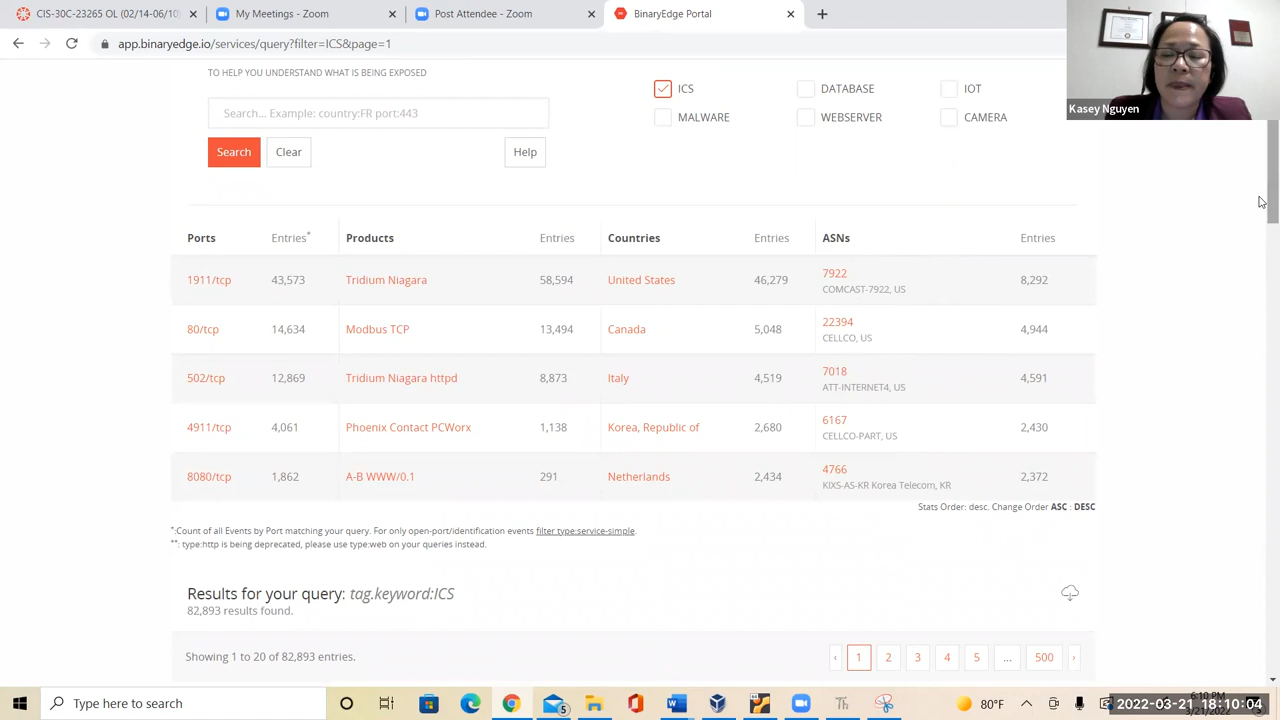 CIS-30C-23265 OL (02/14-06/10)
My Meetings - Zoom
Post Attendee - Zoom
BinaryEdge Portal
app.binaryedge.io/services/query?filter=ICS&page=1
Kasey Nguyen
TO HELP YOU UNDERSTAND WHAT IS BEING EXPOSED
Search... Example: country:FR port:443
Search Clear Help
ICS DATABASE IOT
MALWARE WEBSERVER CAMERA
Ports Entries* Products Entries Countries Entries ASNs Entries
1911/tcp 43,573 Tridium Niagara 58,594 United States 46,279 7922 8,292
COMCAST-7922, US
80/tcp 14,634 Modbus TCP 13,494 Canada 5,048 22394 4,944
CELLCO, US
502/tcp 12,869 Tridium Niagara httpd 8,873 Italy 4,519 7018 4,591
ATT-INTERNET4, US
4911/tcp 4,061 Phoenix Contact PCWorx 1,138 Korea, Republic of 2,680 6167 2,430
CELLCO-PART, US
8080/tcp 1,862 A-B WWW/0.1 291 Netherlands 2,434 4766 2,372
KIXS-AS-KR Korea Telecom, KR
Stats Order: desc. Change Order ASC : DESC
*:Count of all Events by Port matching your query. For only open-port/identification events filter type:service-simple.
**: type:http is being deprecated, please use type:web on your queries instead.
Results for your query: tag.keyword:ICS
82,893 results found.
Showing 1 to 20 of 82,893 entries.
‹ 1 2 3 4 5 ... 500 ›
Type here to search
5
80°F
2022-03-21 18:10:04